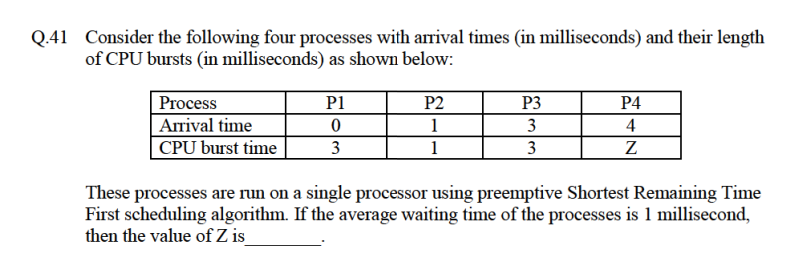 Q.41 Consider the following four processes with arrival times (in milliseconds) and their length
of CPU bursts (in milliseconds) as shown below:
Process P1 P2 P3 P4
Arrival time 0 1 3 4
CPU burst time 3 1 3 Z
These processes are run on a single processor using preemptive Shortest Remaining Time
First scheduling algorithm. If the average waiting time of the processes is 1 millisecond,
then the value of Z is________.